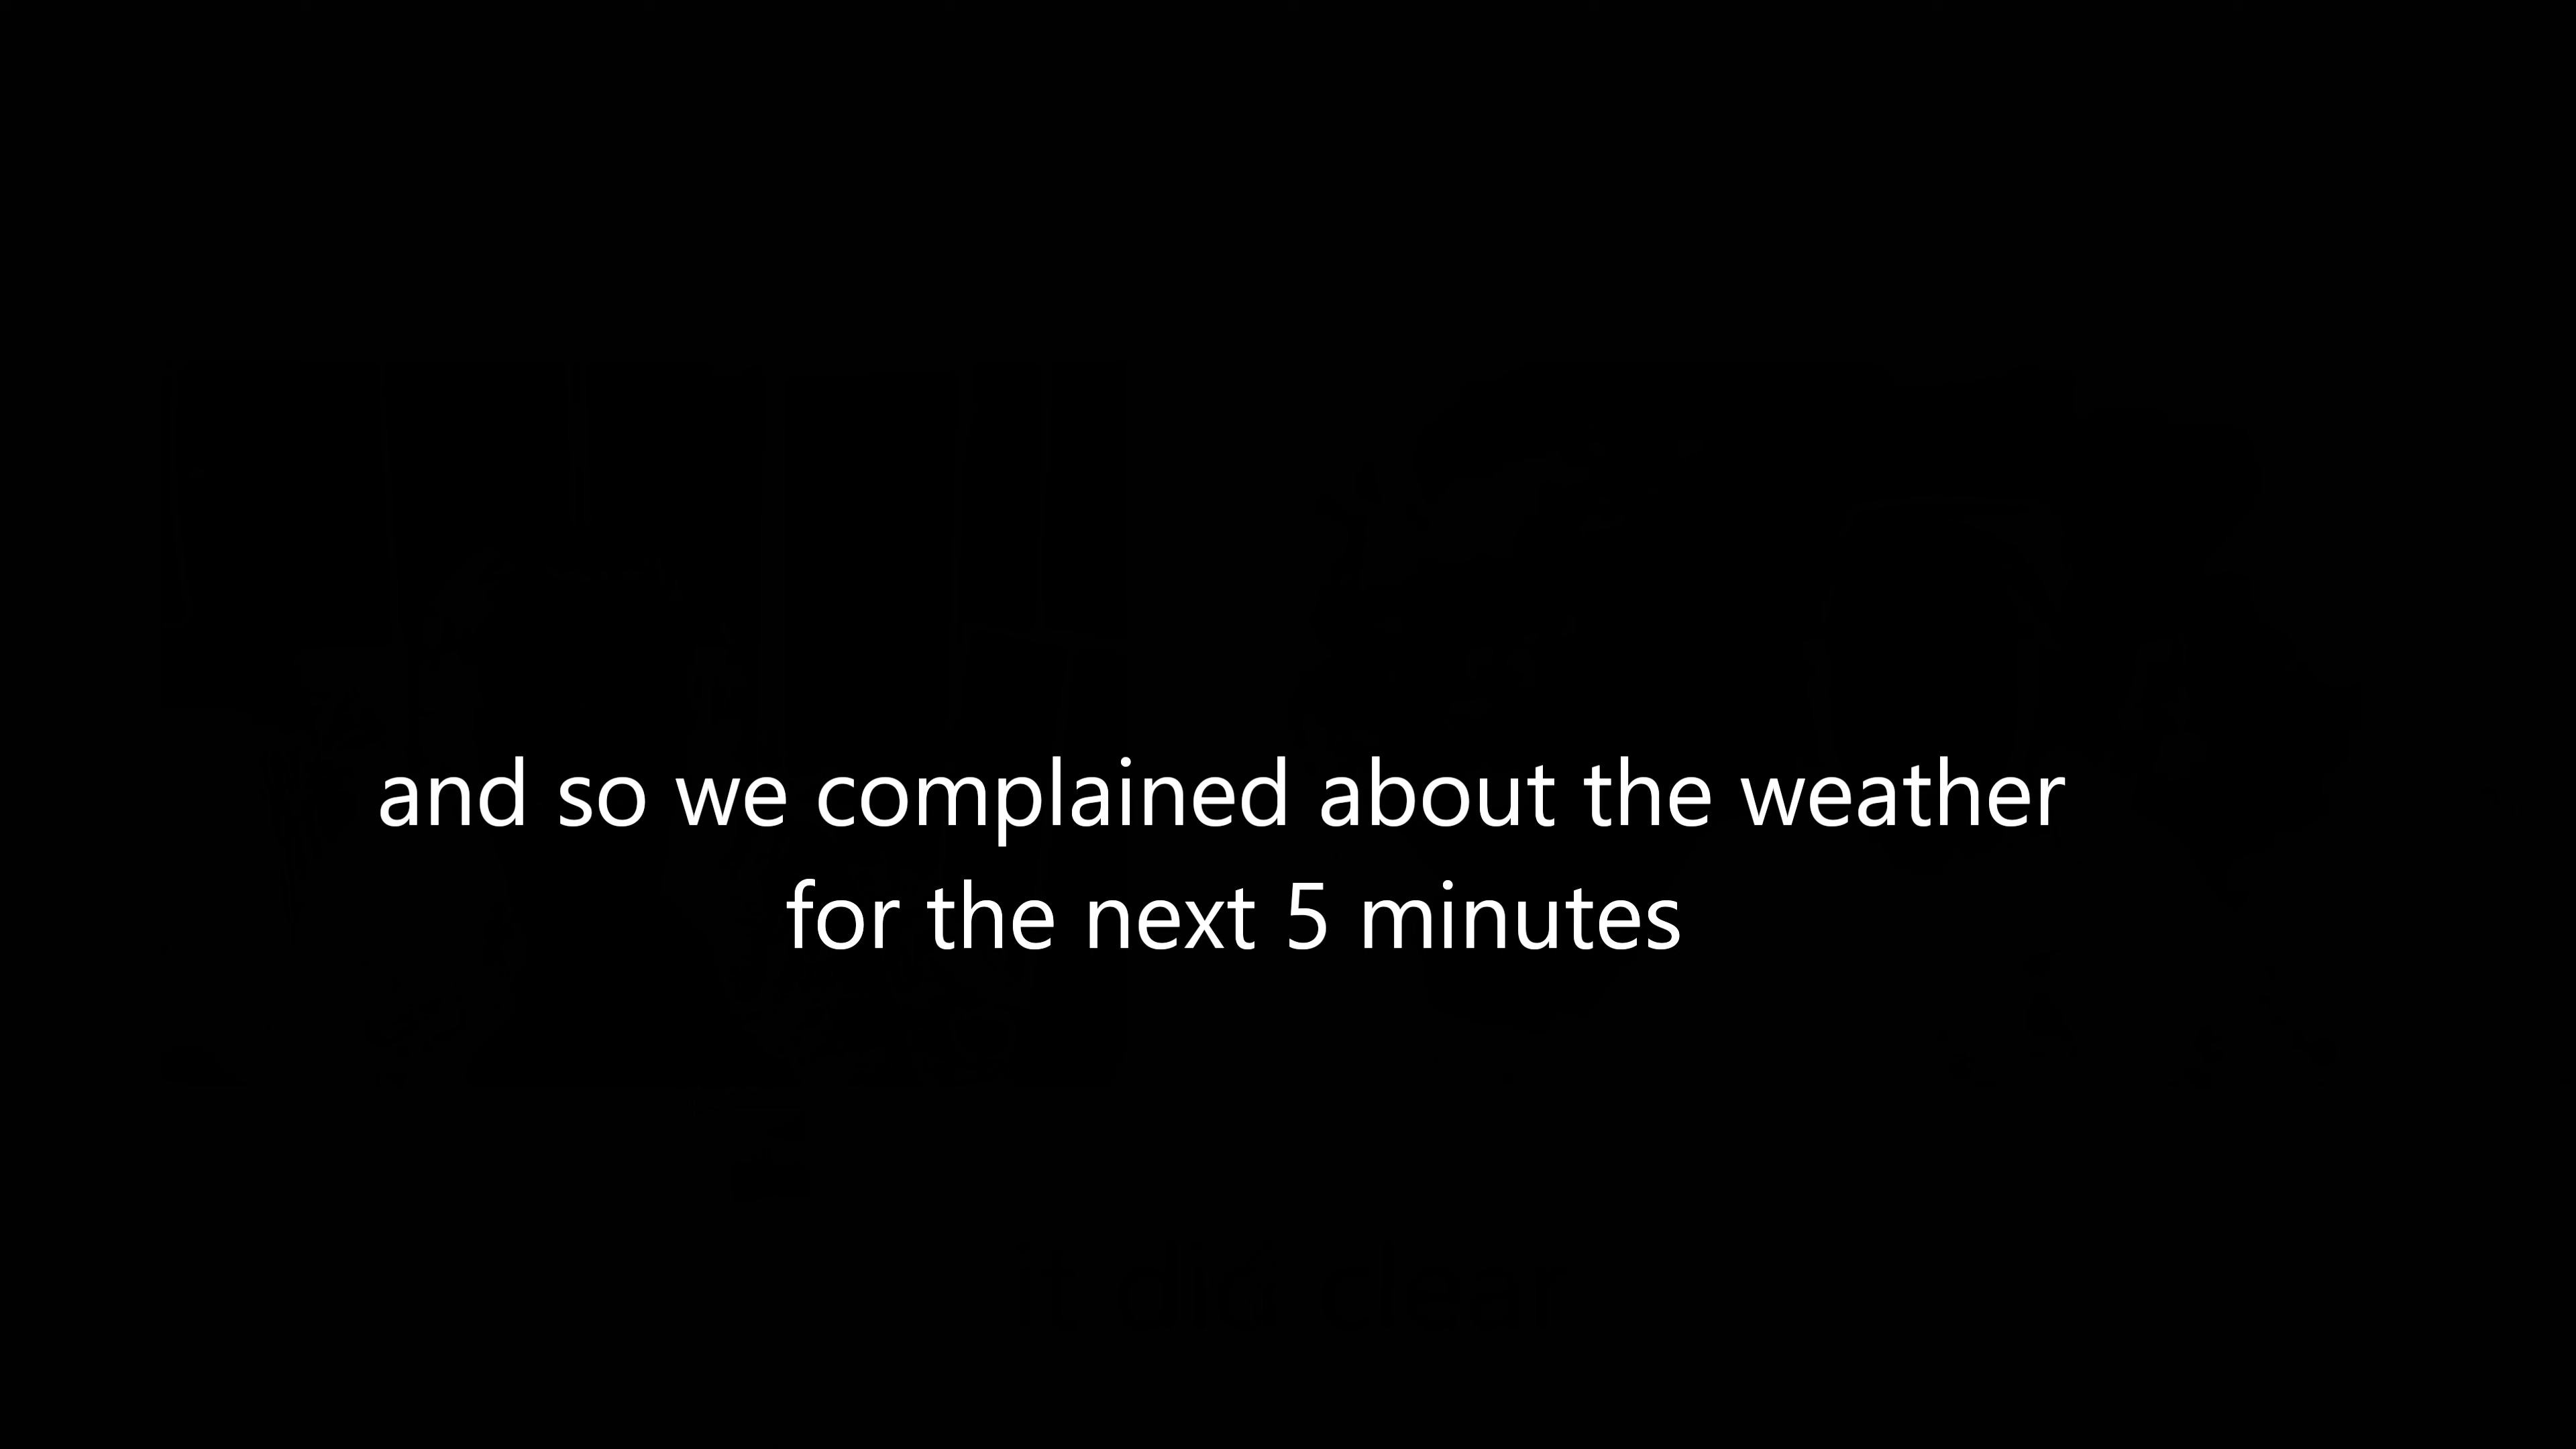 and so we complained about the weather
for the next 5 minutes